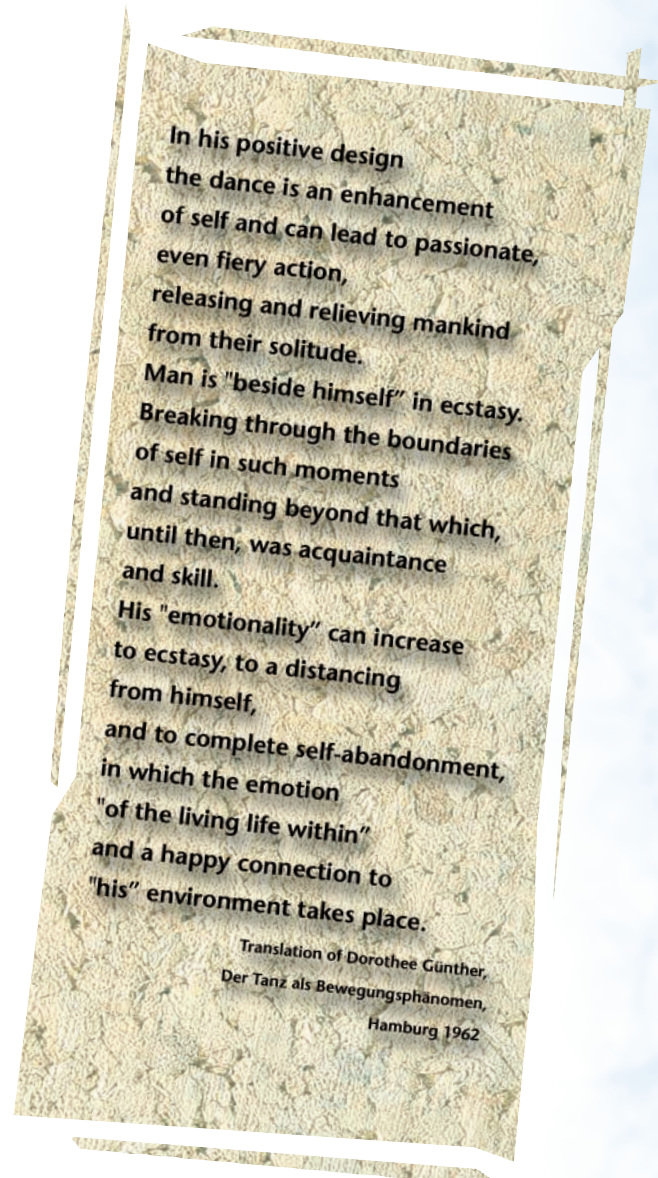 In his positive design
the dance is an enhancement
of self and can lead to passionate,
even fiery action,
releasing and relieving mankind
from their solitude.
Man is "beside himself” in ecstasy.
Breaking through the boundaries
of self in such moments
and standing beyond that which,
until then, was acquaintance
and skill.
His "emotionality” can increase
to ecstasy, to a distancing
from himself,
and to complete self-abandonment,
in which the emotion
"of the living life within”
and a happy connection to
"his” environment takes place.
Translation of Dorothee Günther,
Der Tanz als Bewegungsphänomen,
Hamburg 1962